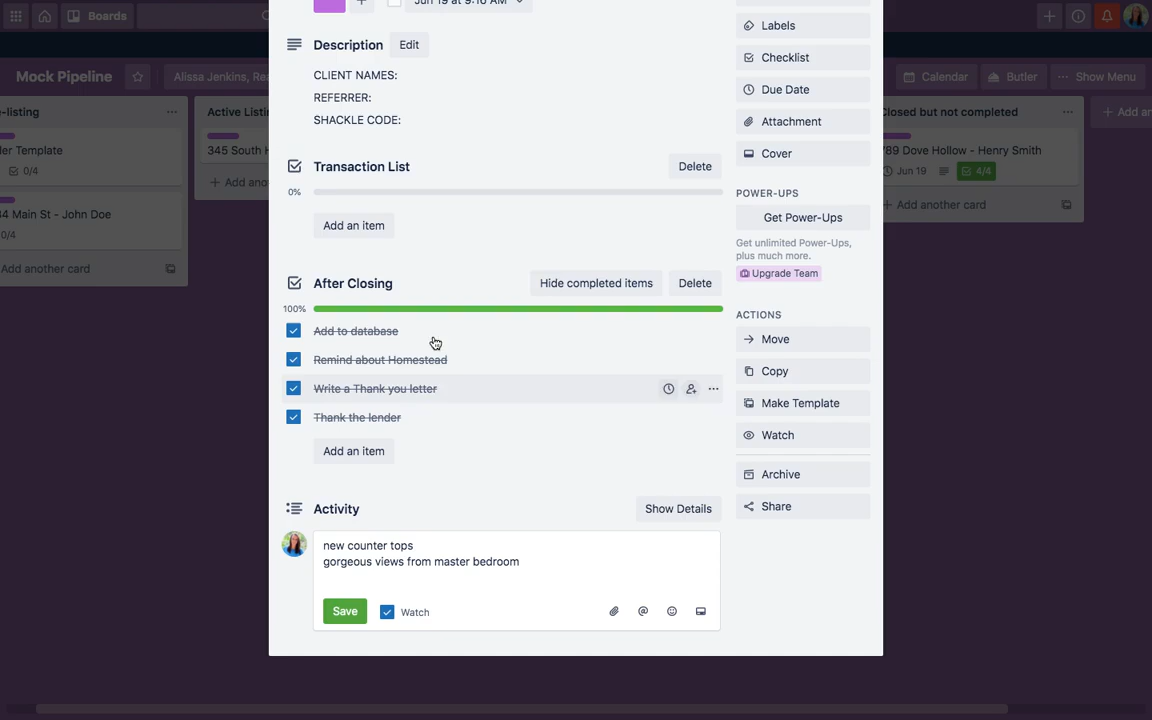 Boards
Jun 19 at 9:16 AM
Labels
Description
Edit
Checklist
Mock Pipeline
Alissa Jenkins, Rea
CLIENT NAMES:
Calendar
Butler
Show Menu
Due Date
REFERRER:
-listing
Active Listi
SHACKLE CODE:
Attachment
Closed but not completed
+ Add an
ler Template
345 South H
Cover
789 Dove Hollow - Henry Smith
0/4
Transaction List
Delete
Jun 19
4/4
+ Add ano
0%
POWER-UPS
+ Add another card
34 Main St - John Doe
Add an item
Get Power-Ups
0/4
Get unlimited Power-Ups,
plus much more.
Add another card
Upgrade Team
After Closing
Hide completed items
Delete
100%
ACTIONS
Add to database
Move
Remind about Homestead
Copy
Write a Thank you letter
Make Template
Thank the lender
Watch
Add an item
Archive
Activity
Show Details
Share
new counter tops
gorgeous views from master bedroom
Save
Watch